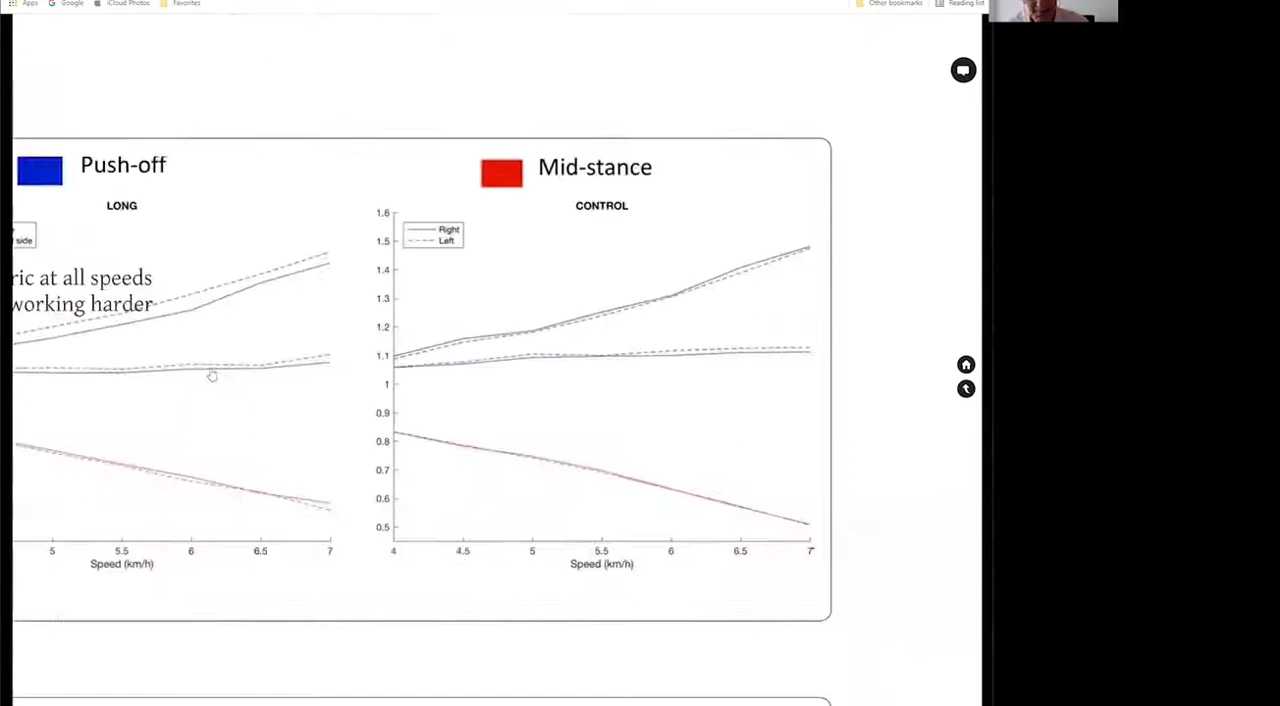 Apps Google iCloud Photos Favorites Other bookmarks Reading list
Push-off Mid-stance
LONG
side
ric at all speeds
working harder
5 5.5 6 6.5 7
Speed (km/h)
CONTROL
Right
Left
1.6
1.5
1.4
1.3
1.2
1.1
1
0.9
0.8
0.7
0.6
0.5
4 4.5 5 5.5 6 6.5 7
Speed (km/h)